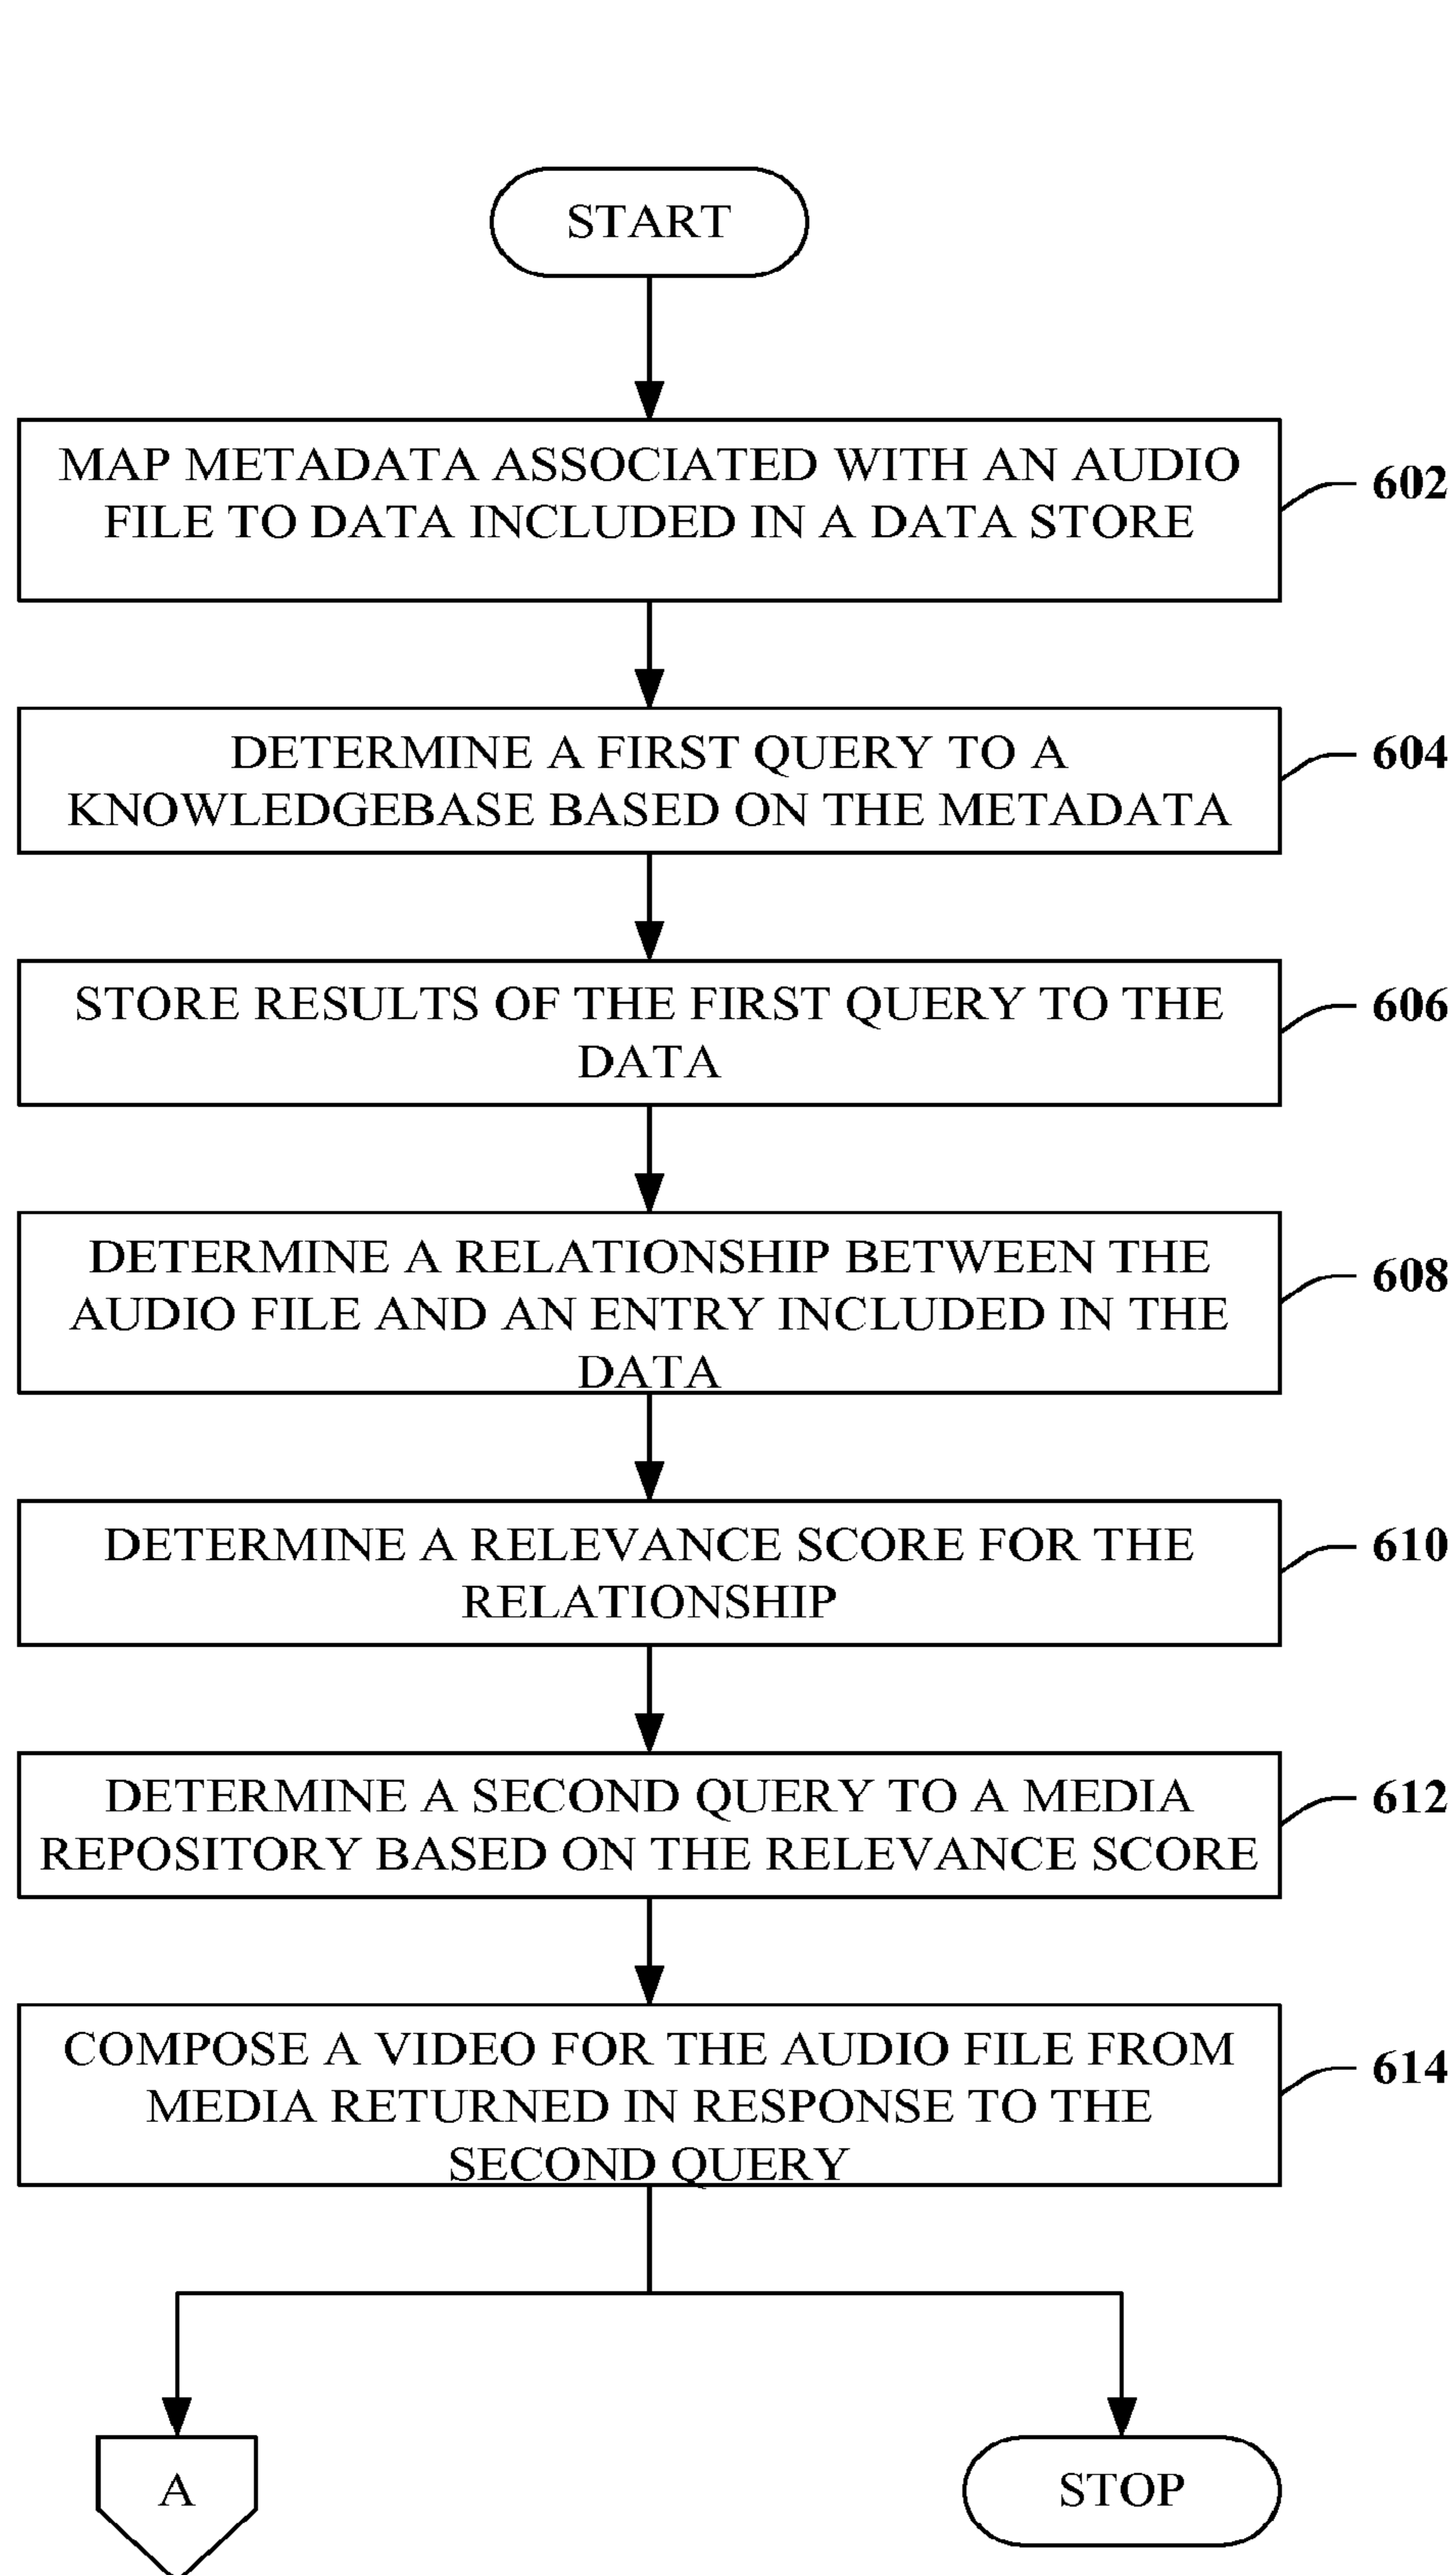 START
MAP METADATA ASSOCIATED WITH AN AUDIO
FILE TO DATA INCLUDED IN A DATA STORE
602
DETERMINE A FIRST QUERY TO A
KNOWLEDGEBASE BASED ON THE METADATA
604
STORE RESULTS OF THE FIRST QUERY TO THE
DATA
606
DETERMINE A RELATIONSHIP BETWEEN THE
AUDIO FILE AND AN ENTRY INCLUDED IN THE
DATA
608
DETERMINE A RELEVANCE SCORE FOR THE
RELATIONSHIP
610
DETERMINE A SECOND QUERY TO A MEDIA
REPOSITORY BASED ON THE RELEVANCE SCORE
612
COMPOSE A VIDEO FOR THE AUDIO FILE FROM
MEDIA RETURNED IN RESPONSE TO THE
SECOND QUERY
614
A
STOP